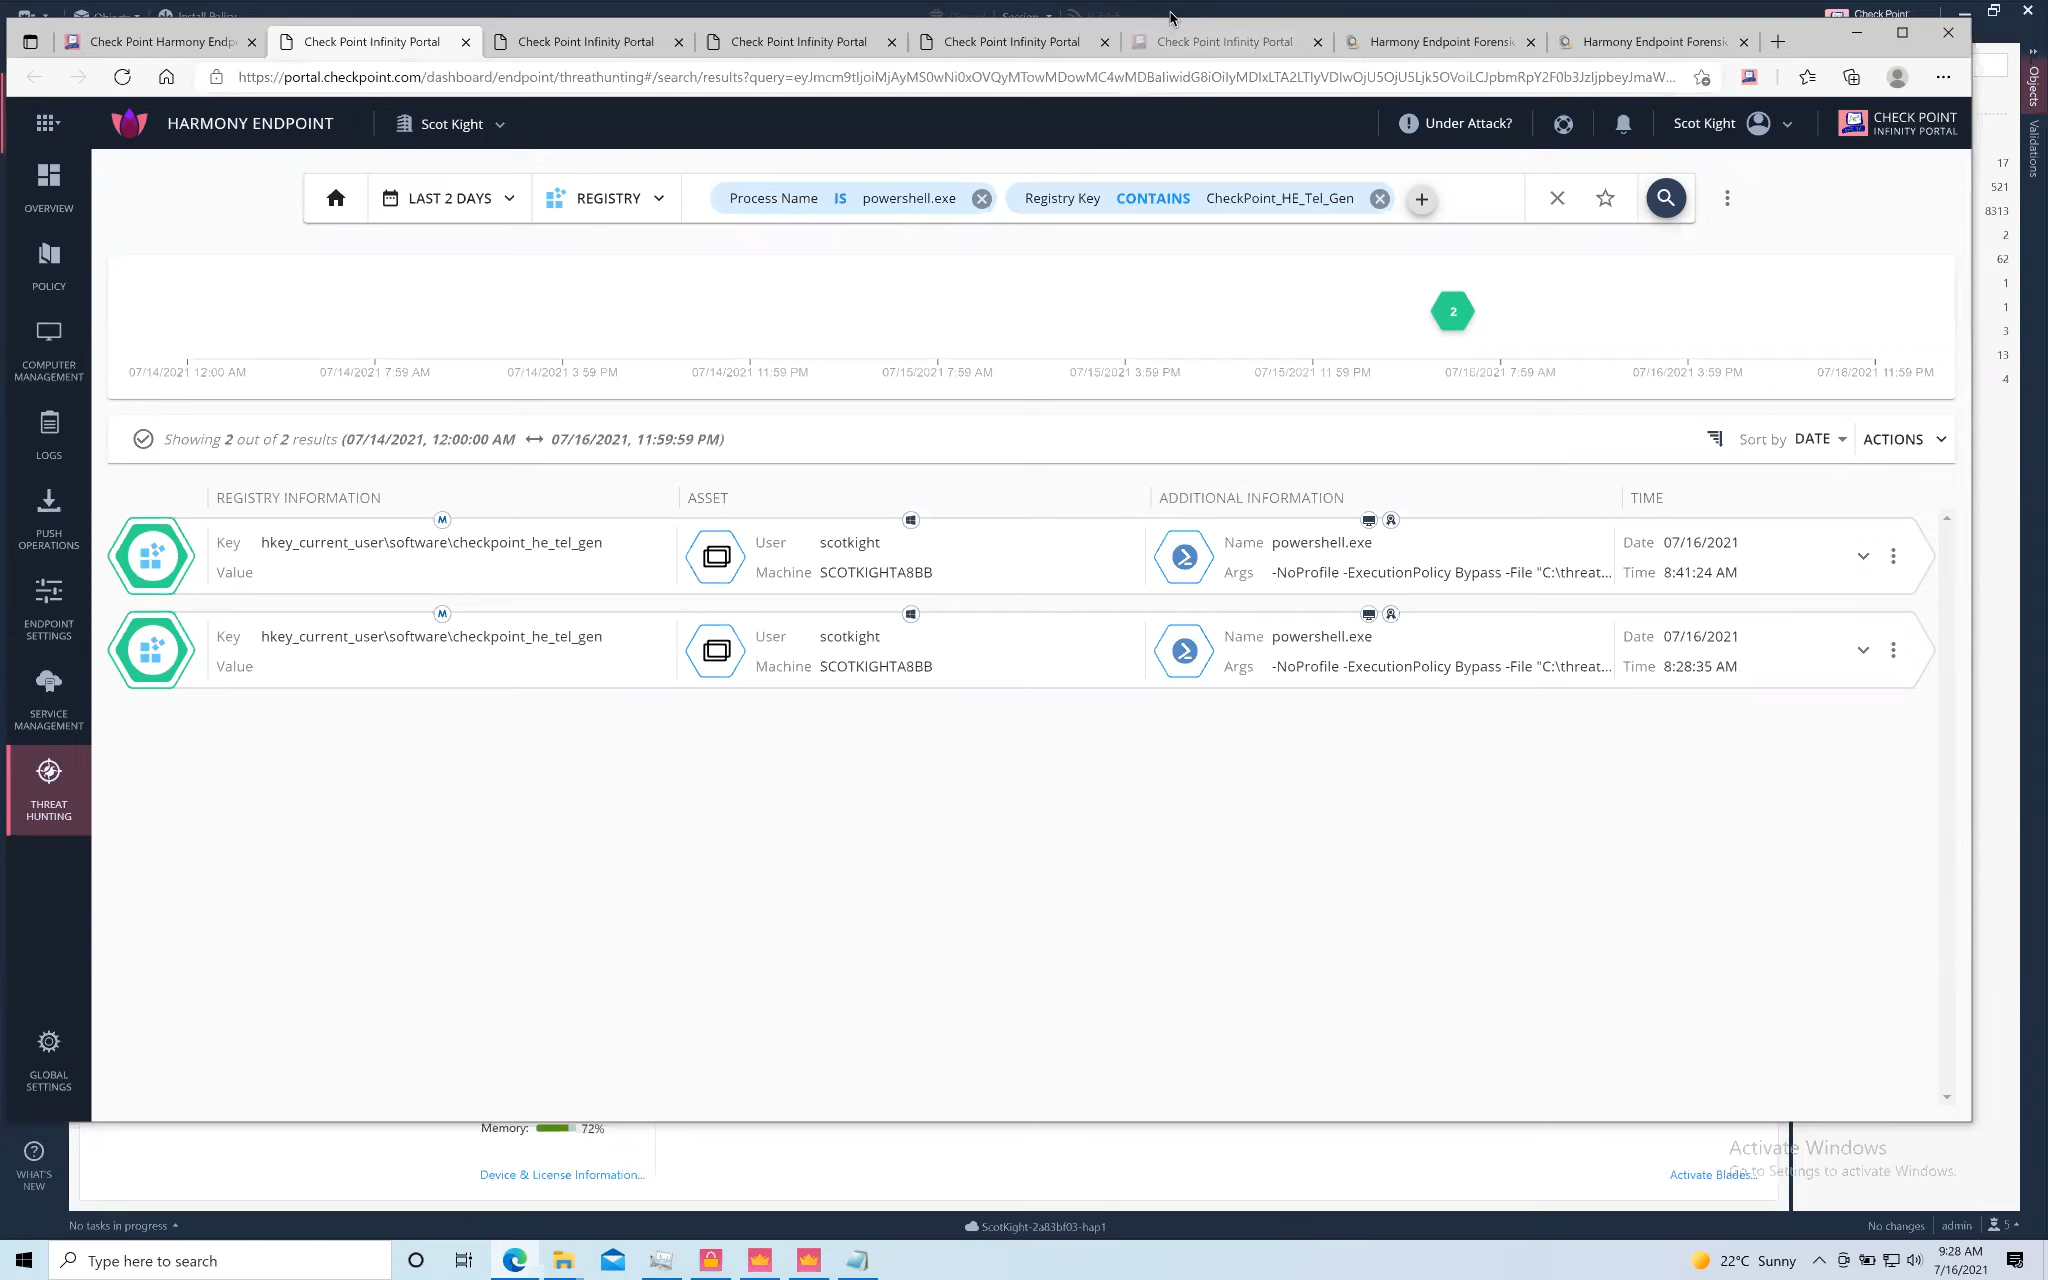 Check Point
Check Point Harmony Endp
Check Point Infinity Portal
Check Point Infinity Portal
Check Point Infinity Portal
Check Point Infinity Portal
Check Point Infinity Portal
Harmony Endpoint Forensi
Harmony Endpoint Forensi
HARMONY ENDPOINT
Scot Kight
Under Attack?
Scot Kight
CHECK POINT
INFINITY PORTAL
Objects
Validations
OVERVIEW
POLICY
COMPUTER
MANAGEMENT
LOGS
PUSH
OPERATIONS
ENDPOINT
SETTINGS
SERVICE
MANAGEMENT
THREAT
HUNTING
GLOBAL
SETTINGS
WHAT'S
NEW
LAST 2 DAYS
REGISTRY
Process Name IS powershell.exe
Registry Key CONTAINS CheckPoint_HE_Tel_Gen
17
521
8313
2
62
1
1
3
13
4
2
07/14/2021 12:00 AM
07/14/2021 7:59 AM
07/14/2021 3:59 PM
07/14/2021 11:59 PM
07/15/2021 7:59 AM
07/15/2021 3:59 PM
07/15/2021 11:59 PM
07/16/2021 7:59 AM
07/16/2021 3:59 PM
07/16/2021 11:59 PM
Showing 2 out of 2 results (07/14/2021, 12:00:00 AM ↔ 07/16/2021, 11:59:59 PM)
Sort by DATE
ACTIONS
REGISTRY INFORMATION
ASSET
ADDITIONAL INFORMATION
TIME
M
Key hkey_current_user\software\checkpoint_he_tel_gen
Value
User scotkight
Machine SCOTKIGHTA8BB
Name powershell.exe
Args -NoProfile -ExecutionPolicy Bypass -File "C:\threat...
Date 07/16/2021
Time 8:41:24 AM
M
Key hkey_current_user\software\checkpoint_he_tel_gen
Value
User scotkight
Machine SCOTKIGHTA8BB
Name powershell.exe
Args -NoProfile -ExecutionPolicy Bypass -File "C:\threat...
Date 07/16/2021
Time 8:28:35 AM
Memory: 72%
Device & License Information...
Activate Blades...
Activate Windows
Go to Settings to activate Windows.
No tasks in progress
ScotKight-2a83bf03-hap1
No changes
admin
5
Type here to search
22°C Sunny
9:28 AM
7/16/2021